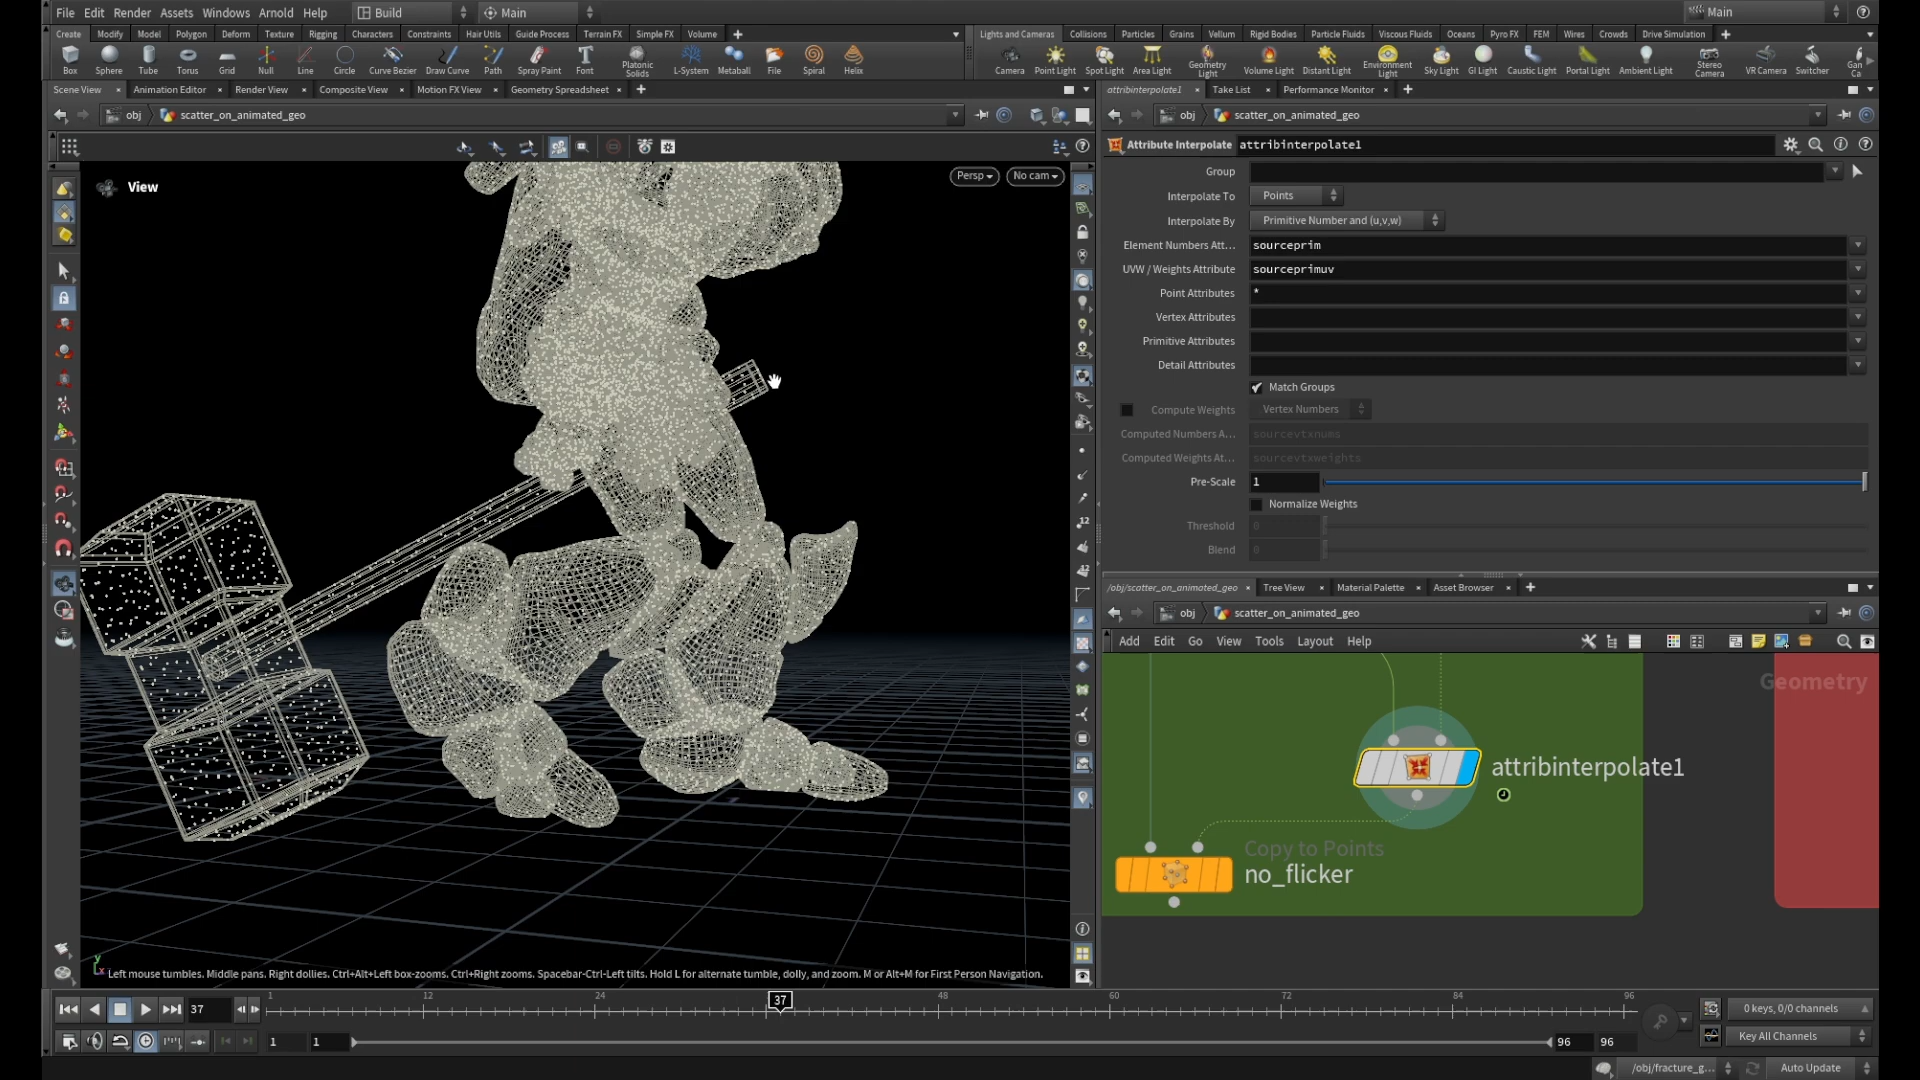 File Edit Render Assets Windows Arnold Help Build Main Main
Create Modify Model Polygon Deform Texture Rigging Characters Constraints Hair Utils Guide Process Terrain FX Simple FX Volume
Lights and Cameras Collisions Particles Grains Vellum Rigid Bodies Particle Fluids Viscous Fluids Oceans Pyro FX FEM Wires Crowds Drive Simulation
Box Sphere Tube Torus Grid Null Line Circle Curve Bezier Draw Curve Path Spray Paint Font Platonic Solids L-System Metaball File Spiral Helix
Camera Point Light Spot Light Area Light Geometry Light Volume Light Distant Light Environment Light Sky Light GI Light Caustic Light Portal Light Ambient Light Stereo Camera VR Camera Switcher Gan Ca
Scene View Animation Editor Render View Composite View Motion FX View Geometry Spreadsheet
attribinterpolate1 Take List Performance Monitor
obj scatter_on_animated_geo
obj scatter_on_animated_geo
Attribute Interpolate attribinterpolate1
View
Persp No cam
Group
Interpolate To Points
Interpolate By Primitive Number and (u,v,w)
Element Numbers Att... sourceprim
UVW / Weights Attribute sourceprimuv
Point Attributes *
Vertex Attributes
Primitive Attributes
Detail Attributes
Match Groups
Compute Weights Vertex Numbers
Computed Numbers A... sourcevtxnums
Computed Weights At... sourcevtxweights
Pre-Scale 1
Normalize Weights
Threshold 0
Blend 0
/obj/scatter_on_animated_geo Tree View Material Palette Asset Browser
obj scatter_on_animated_geo
Add Edit Go View Tools Layout Help
Geometry
attribinterpolate1
Copy to Points
no_flicker
y
x
Left mouse tumbles. Middle pans. Right dollies. Ctrl+Alt+Left box-zooms. Ctrl+Right zooms. Spacebar-Ctrl-Left tilts. Hold L for alternate tumble, dolly, and zoom. M or Alt+M for First Person Navigation.
37 1 12 24 37 48 60 72 84 96
0 keys, 0/0 channels
1 1 96 96
Key All Channels
/obj/fracture_g... Auto Update